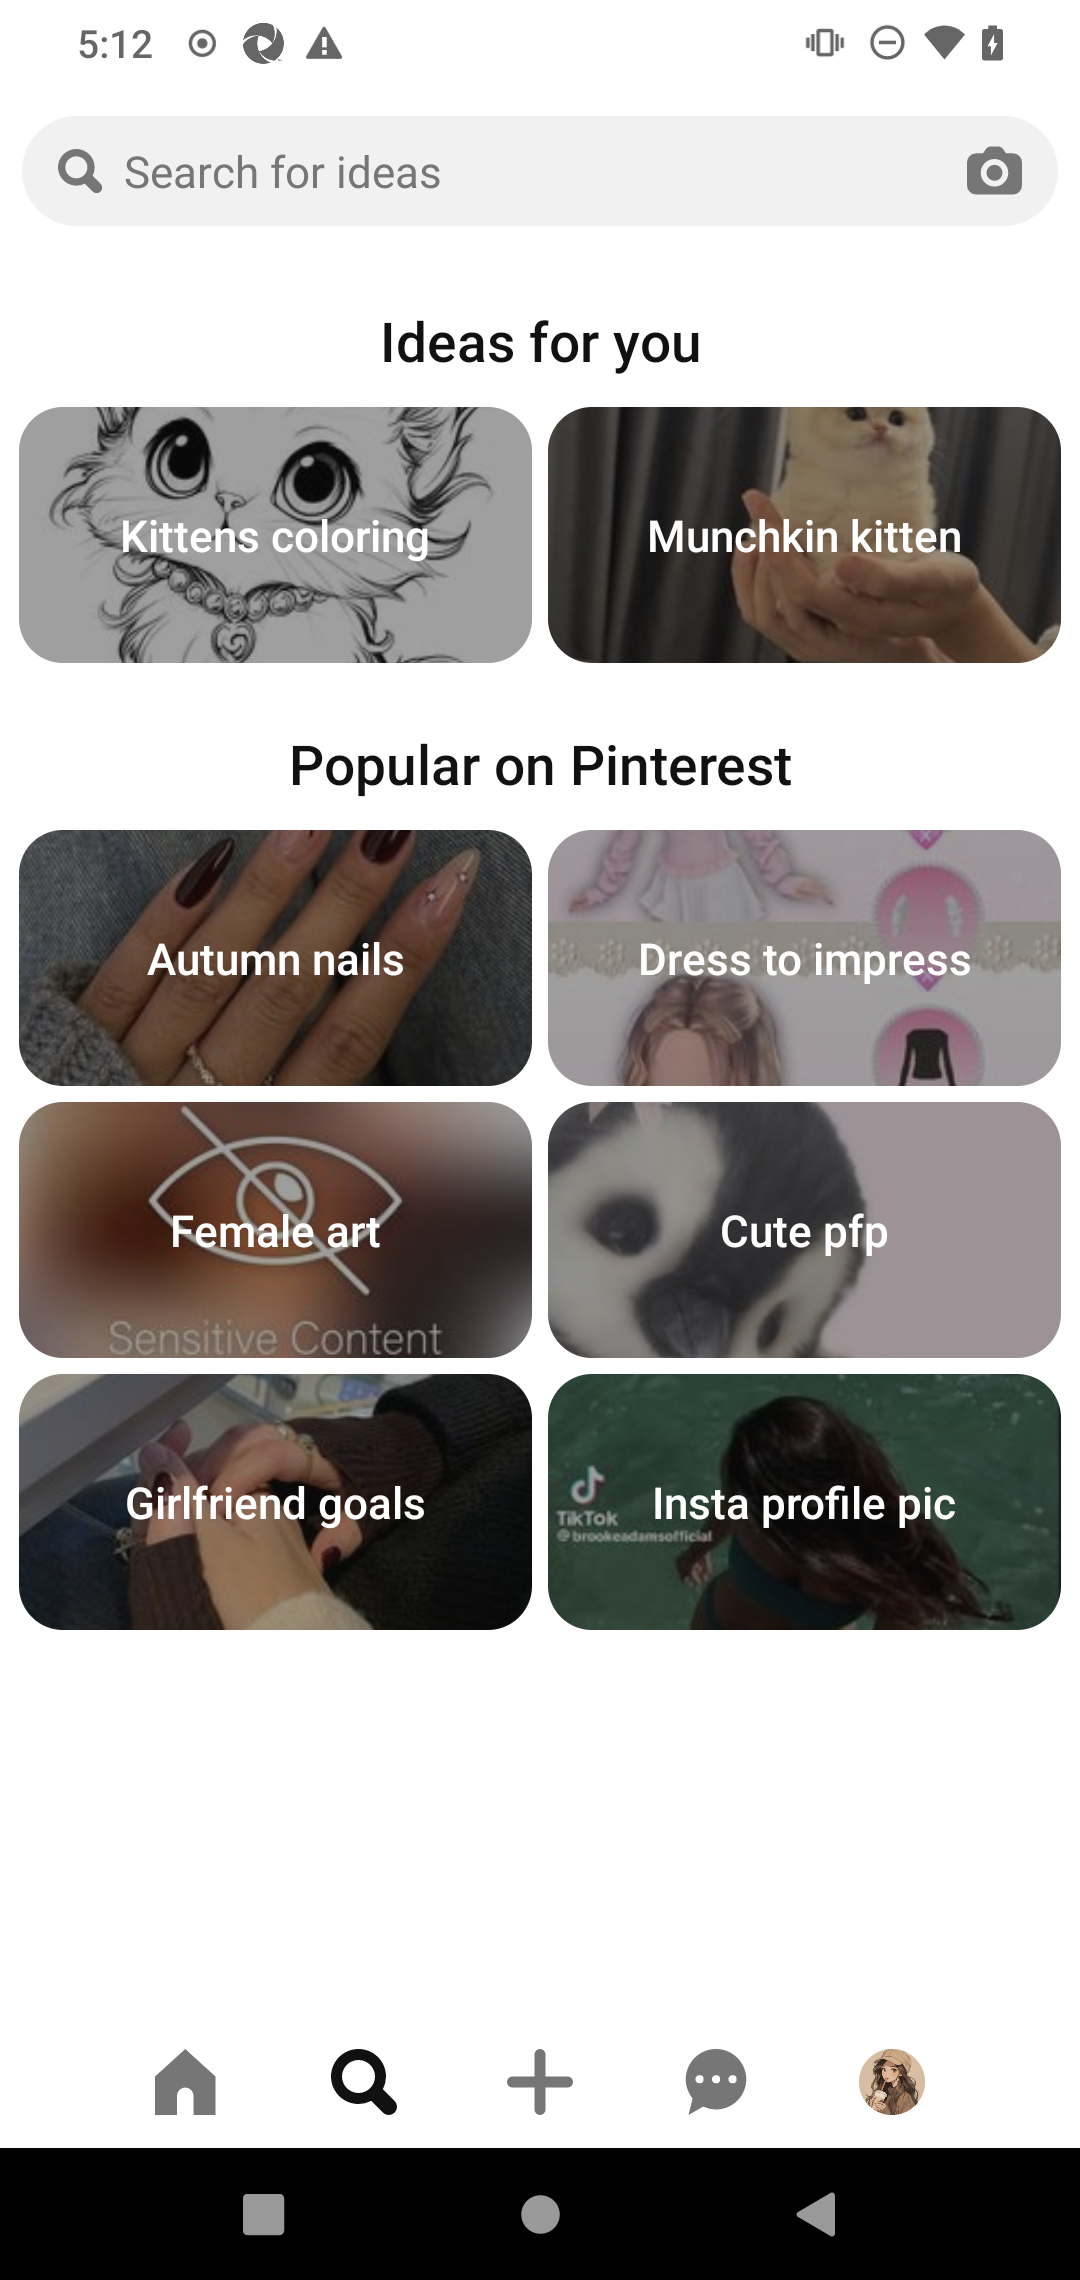 5:12
Search for ideas
Ideas for you
Kittens coloring
Munchkin kitten
Popular on Pinterest
Autumn nails
Dress to impress
Female art
Sensitive Content
Cute pfp
Girlfriend goals
Insta profile pic
TikTok
@brookeadamsofficial